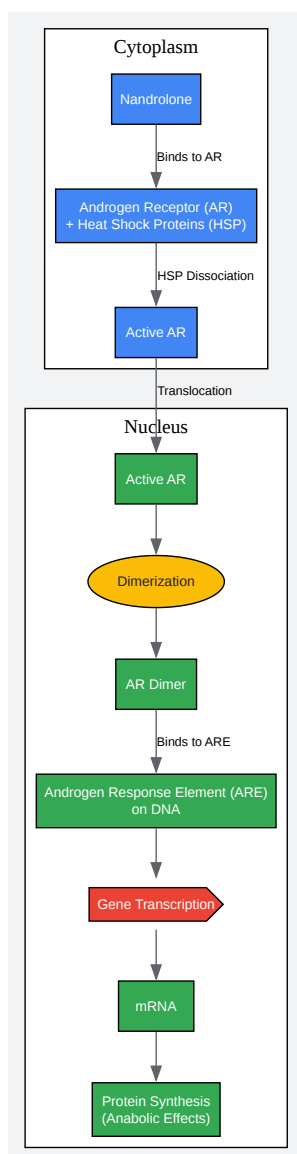 Cytoplasm
Nandrolone
Binds to AR
Androgen Receptor (AR)
+ Heat Shock Proteins (HSP)
HSP Dissociation
Active AR
Translocation
Nucleus
Active AR
Dimerization
AR Dimer
Binds to ARE
Androgen Response Element (ARE)
on DNA
Gene Transcription
mRNA
Protein Synthesis
(Anabolic Effects)